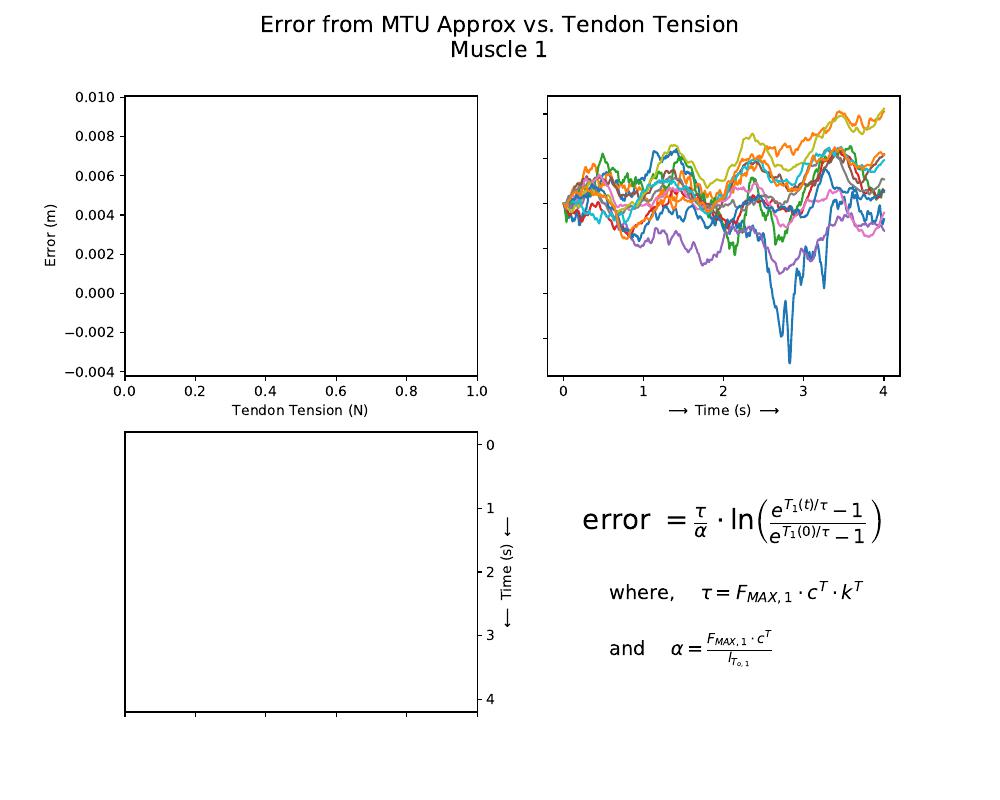 Error from MTU Approx vs. Tendon Tension
Muscle 1
0.010
0.008
0.006
0.004
0.002
0.000
−0.002
−0.004
Error (m)
0.0 0.2 0.4 0.6 0.8 1.0
Tendon Tension (N)
0 1 2 3 4
⟶ Time (s) ⟶
0
1
2
3
4
⟵ Time (s) ⟵
error = τ/α · ln((e^{T_1(t)/τ} − 1)/(e^{T_1(0)/τ} − 1))
where, τ = F_{MAX, 1} · c^T · k^T
and α = F_{MAX, 1} · c^T / l_{T_{o, 1}}